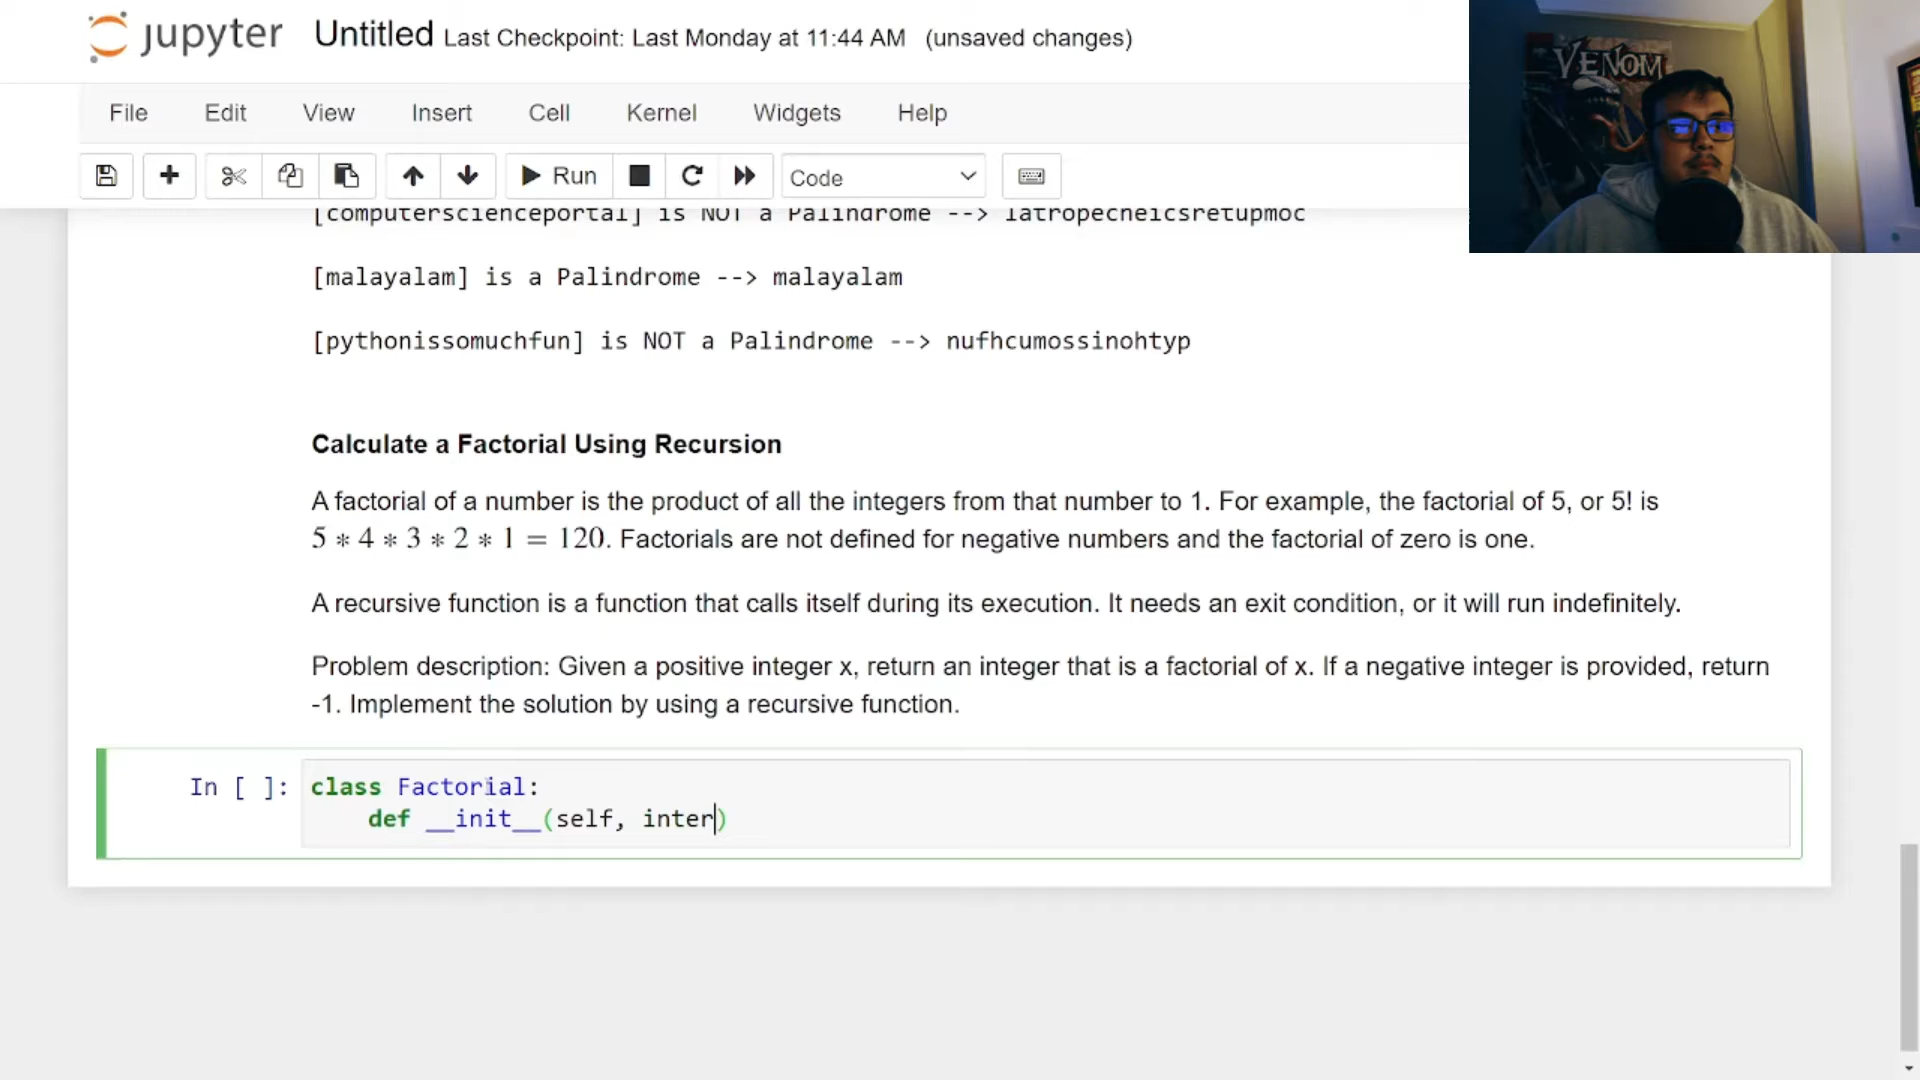 jupyter Untitled Last Checkpoint: Last Monday at 11:44 AM (unsaved changes)
VENOM
File Edit View Insert Cell Kernel Widgets Help
Run Code
[computerscienceportal] is NOT a Palindrome --> latropecneicsretupmoc
[malayalam] is a Palindrome --> malayalam
[pythonissomuchfun] is NOT a Palindrome --> nufhcumossinohtyp
Calculate a Factorial Using Recursion
A factorial of a number is the product of all the integers from that number to 1. For example, the factorial of 5, or 5! is
5 * 4 * 3 * 2 * 1 = 120. Factorials are not defined for negative numbers and the factorial of zero is one.
A recursive function is a function that calls itself during its execution. It needs an exit condition, or it will run indefinitely.
Problem description: Given a positive integer x, return an integer that is a factorial of x. If a negative integer is provided, return
-1. Implement the solution by using a recursive function.
In [ ]: class Factorial:
def __init__(self, inter)